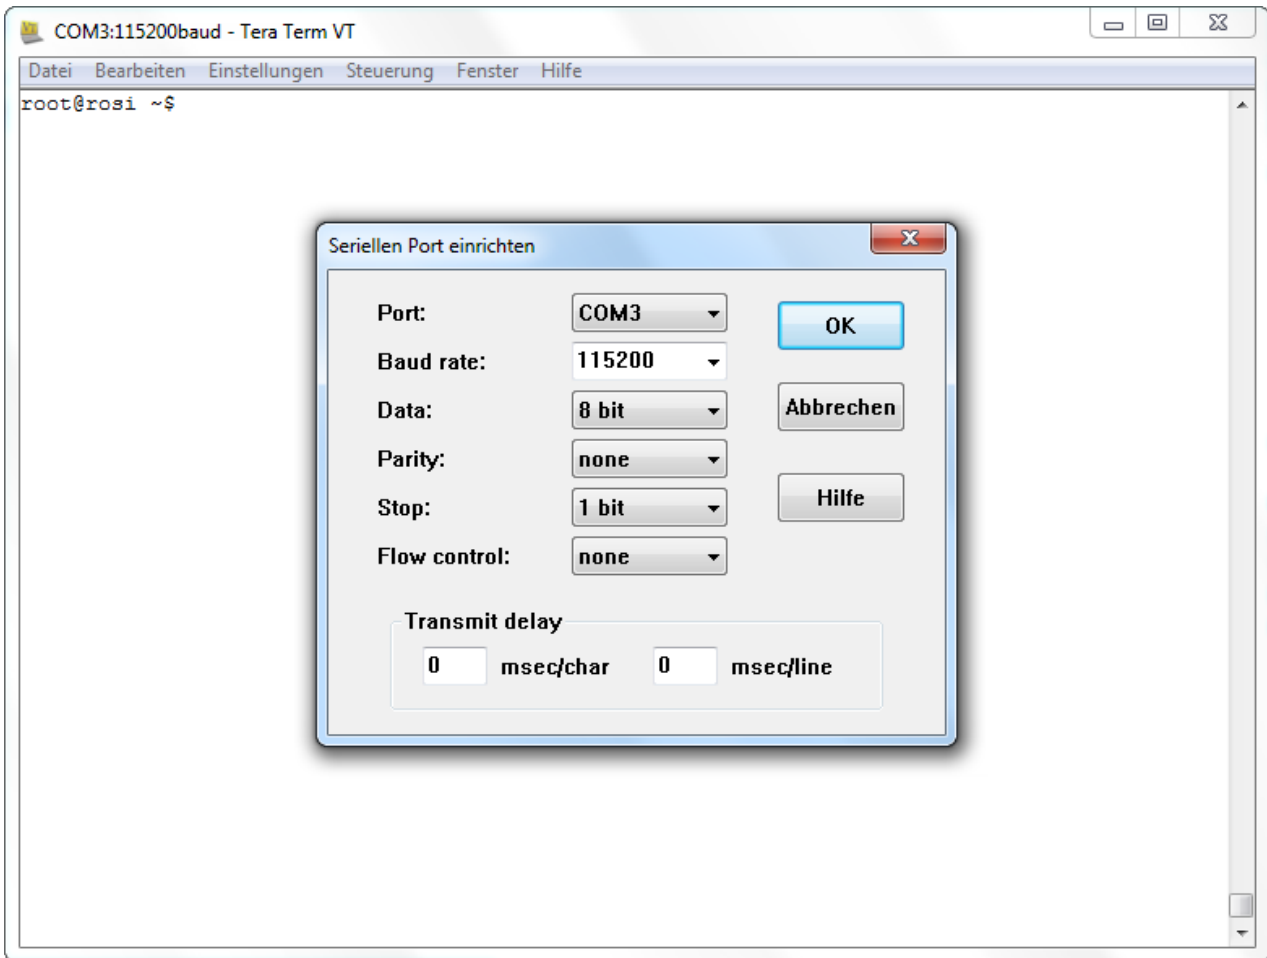 COM3:115200baud - Tera Term VT
Datei Bearbeiten Einstellungen Steuerung Fenster Hilfe
root@rosi ~$
Seriellen Port einrichten
Port: COM3 OK
Baud rate: 115200
Data: 8 bit Abbrechen
Parity: none
Stop: 1 bit Hilfe
Flow control: none
Transmit delay
0 msec/char 0 msec/line